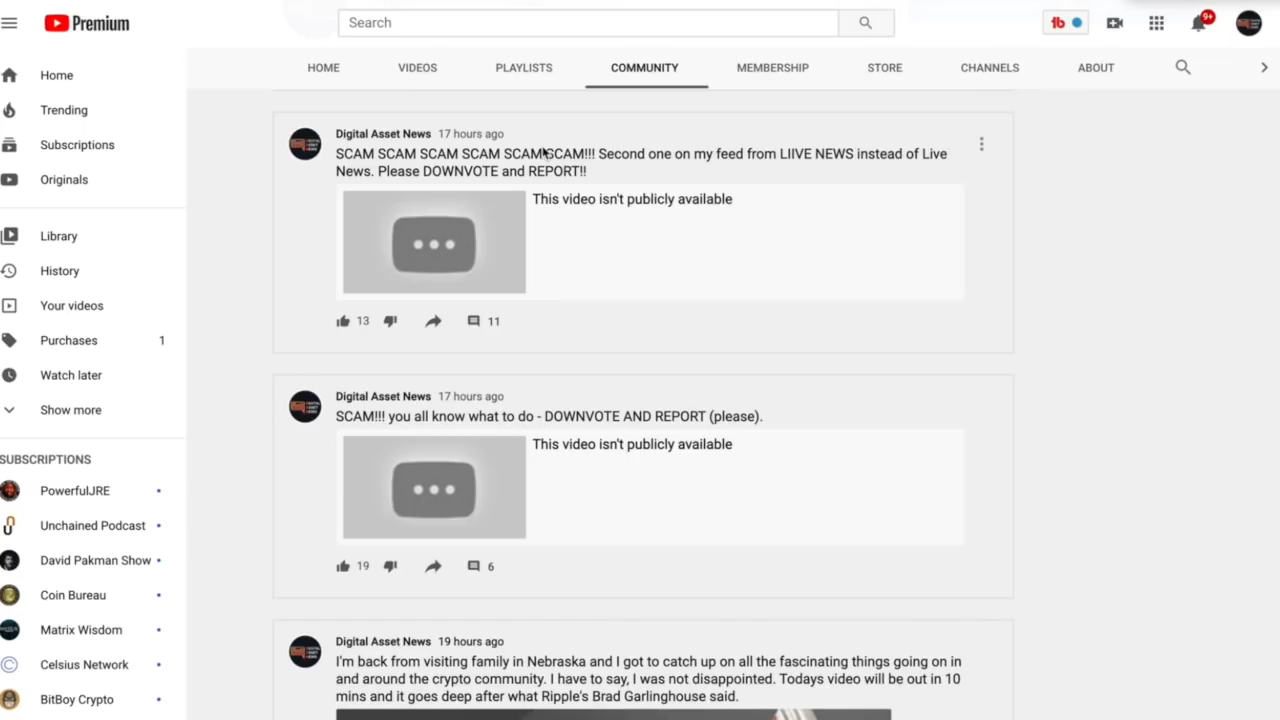 Premium
Search
tb
9+
HOME
VIDEOS
PLAYLISTS
COMMUNITY
MEMBERSHIP
STORE
CHANNELS
ABOUT
Home
Trending
Subscriptions
Originals
Library
History
Your videos
Purchases 1
Watch later
Show more
SUBSCRIPTIONS
PowerfulJRE
Unchained Podcast
David Pakman Show
Coin Bureau
Matrix Wisdom
Celsius Network
BitBoy Crypto
Digital Asset News 17 hours ago
SCAM SCAM SCAM SCAM SCAM SCAM!!! Second one on my feed from LIIVE NEWS instead of Live
News. Please DOWNVOTE and REPORT!!
This video isn't publicly available
13
11
Digital Asset News 17 hours ago
SCAM!!! you all know what to do - DOWNVOTE AND REPORT (please).
This video isn't publicly available
19
6
Digital Asset News 19 hours ago
I'm back from visiting family in Nebraska and I got to catch up on all the fascinating things going on in
and around the crypto community. I have to say, I was not disappointed. Todays video will be out in 10
mins and it goes deep after what Ripple's Brad Garlinghouse said.